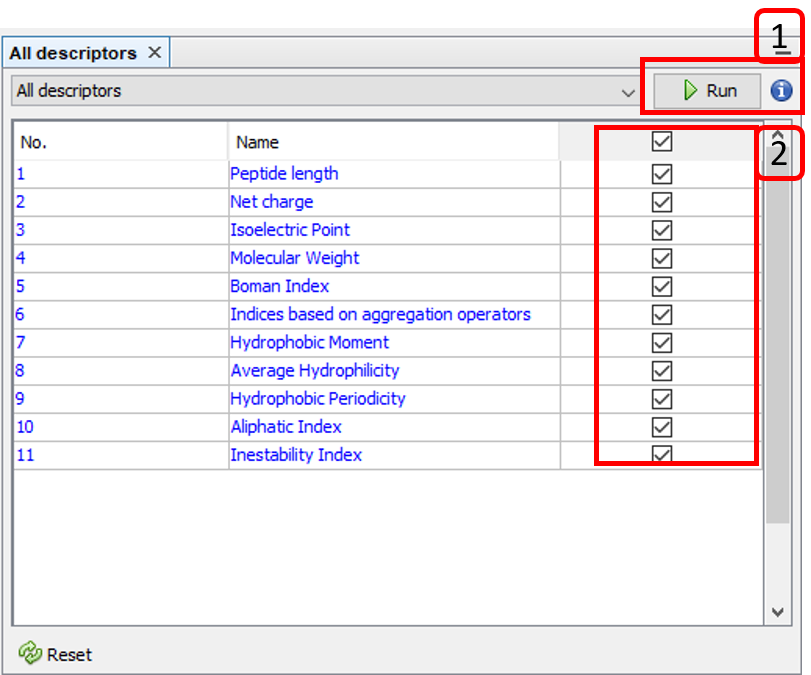 1
All descriptors
All descriptors
Run
2
No. Name
1 Peptide length
2 Net charge
3 Isoelectric Point
4 Molecular Weight
5 Boman Index
6 Indices based on aggregation operators
7 Hydrophobic Moment
8 Average Hydrophilicity
9 Hydrophobic Periodicity
10 Aliphatic Index
11 Inestability Index
Reset